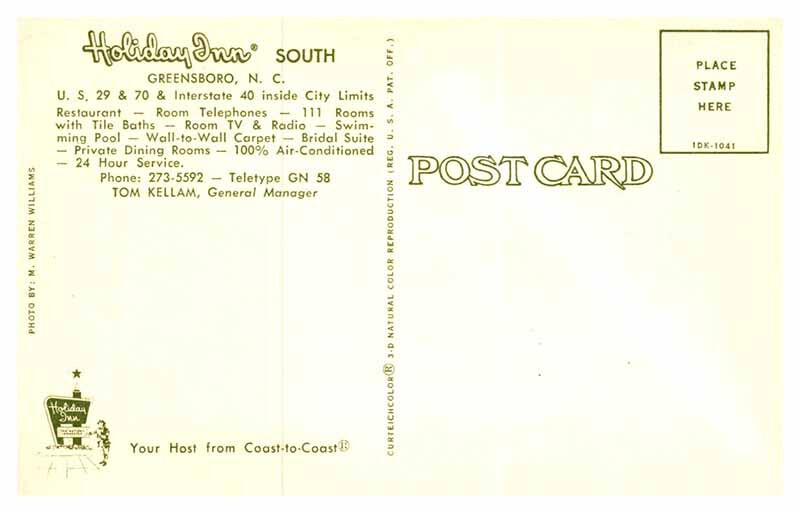 Holiday Inn® SOUTH
GREENSBORO, N. C.
U. S. 29 & 70 & Interstate 40 inside City Limits
Restaurant — Room Telephones — 111 Rooms
with Tile Baths — Room TV & Radio — Swim-
ming Pool — Wall-to-Wall Carpet — Bridal Suite
— Private Dining Rooms — 100% Air-Conditioned
— 24 Hour Service.
Phone: 273-5592 — Teletype GN 58
TOM KELLAM, General Manager
PHOTO BY: M. WARREN WILLIAMS
Holiday
Inn
Your Host from Coast-to-Coast®
CURTEICHCOLOR® 3-D NATURAL COLOR REPRODUCTION (REG. U. S. A. PAT. OFF.)
POST CARD
PLACE
STAMP
HERE
1DK-1041